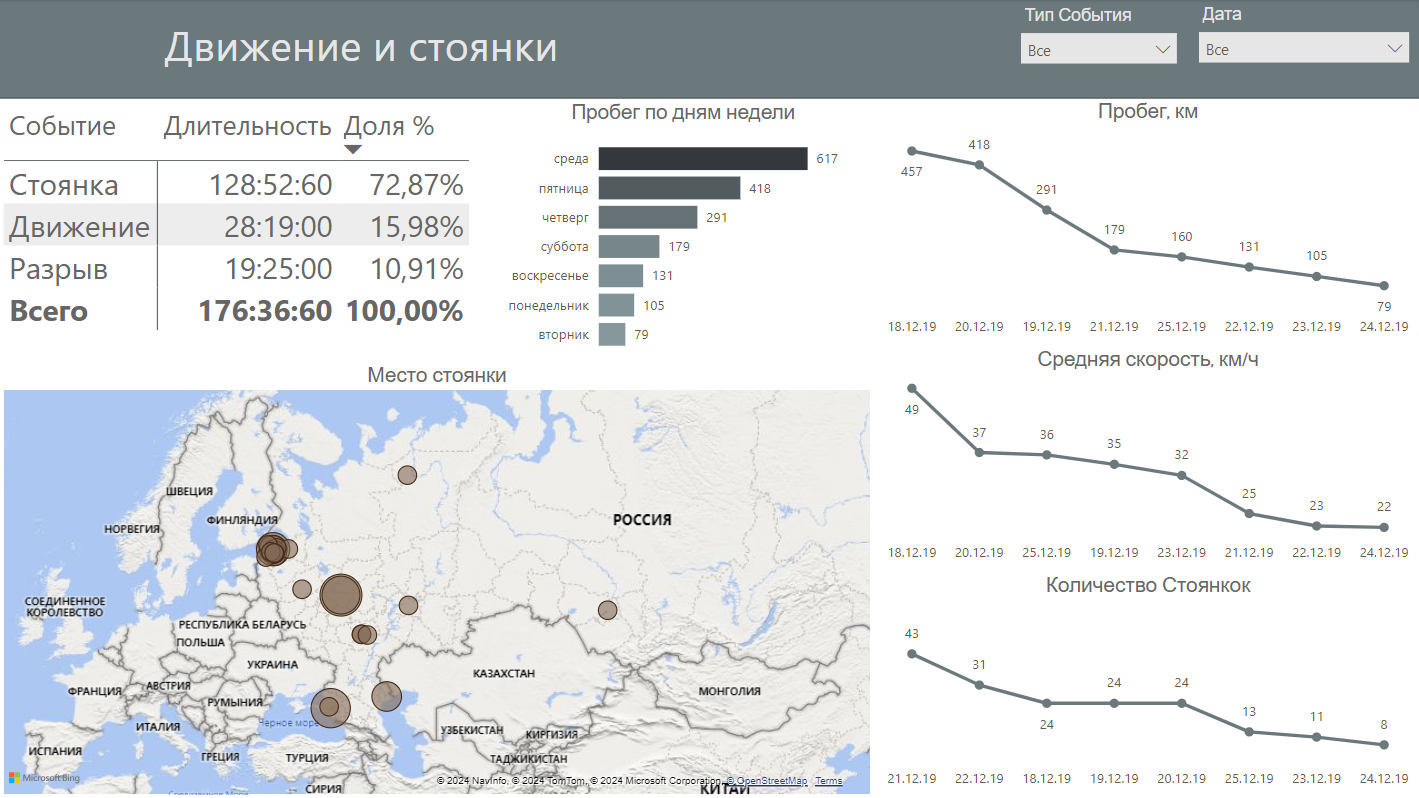 Движение и стоянки
Тип События
Все
Дата
Все
Событие Длительность Доля %
Стоянка 128:52:60 72,87%
Движение 28:19:00 15,98%
Разрыв 19:25:00 10,91%
Всего 176:36:60 100,00%
Пробег по дням недели
среда 617
пятница 418
четверг 291
суббота 179
воскресенье 131
понедельник 105
вторник 79
Пробег, км
457 418 291 179 160 131 105 79
18.12.19 20.12.19 19.12.19 21.12.19 25.12.19 22.12.19 23.12.19 24.12.19
Средняя скорость, км/ч
49 37 36 35 32 25 23 22
18.12.19 20.12.19 25.12.19 19.12.19 23.12.19 21.12.19 22.12.19 24.12.19
Количество Стоянкок
43 31 24 24 24 13 11 8
21.12.19 22.12.19 18.12.19 19.12.19 20.12.19 25.12.19 23.12.19 24.12.19
Место стоянки
ШВЕЦИЯ
ФИНЛЯНДИЯ
НОРВЕГИЯ
РОССИЯ
СОЕДИНЕННОЕ
КОРОЛЕВСТВО
РЕСПУБЛИКА БЕЛАРУСЬ
ПОЛЬША
УКРАИНА
КАЗАХСТАН
ФРАНЦИЯ
АВСТРИЯ
МОНГОЛИЯ
РУМЫНИЯ
Черное море
ИТАЛИЯ
УЗБЕКИСТАН
КИРГИЗИЯ
ИСПАНИЯ
ГРЕЦИЯ
ТУРЦИЯ
ТАДЖИКИСТАН
СИРИЯ
КИТАЙ
Средиземное Море
Microsoft Bing
© 2024 NavInfo, © 2024 TomTom, © 2024 Microsoft Corporation, © OpenStreetMap Terms